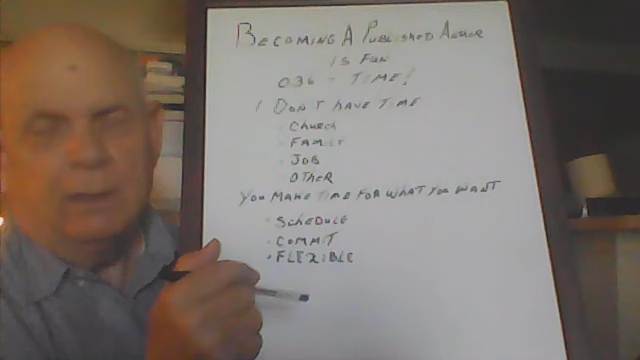 BECOMING A PUBLISHED AUTHOR
IS FUN
036 - TIME!
I DON'T HAVE TIME
· CHURCH
· FAMILY
· JOB
· OTHER
YOU MAKE TIME FOR WHAT YOU WANT
· SCHEDULE
· COMMIT
· FLEXIBLE